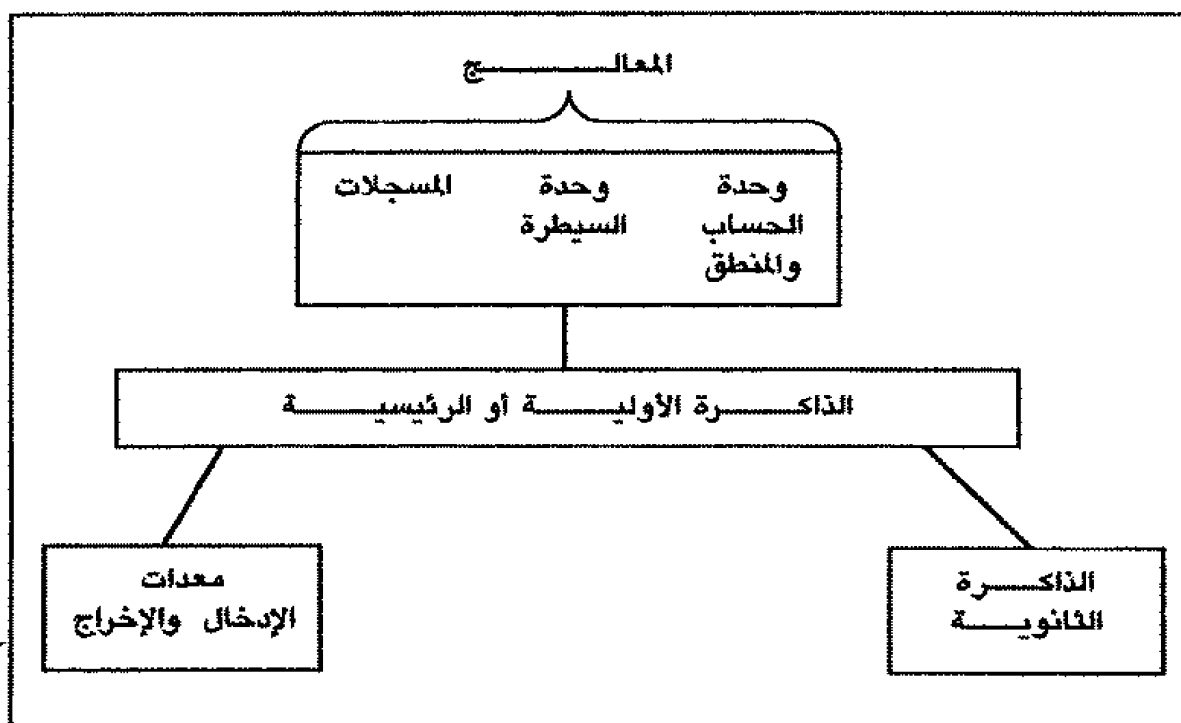 المعالج
وحدة
الحساب
والمنطق
وحدة
السيطرة
المسجلات
الذاكرة الأولية أو الرئيسية
الذاكرة
الثانوية
معدات
الإدخال والإخراج